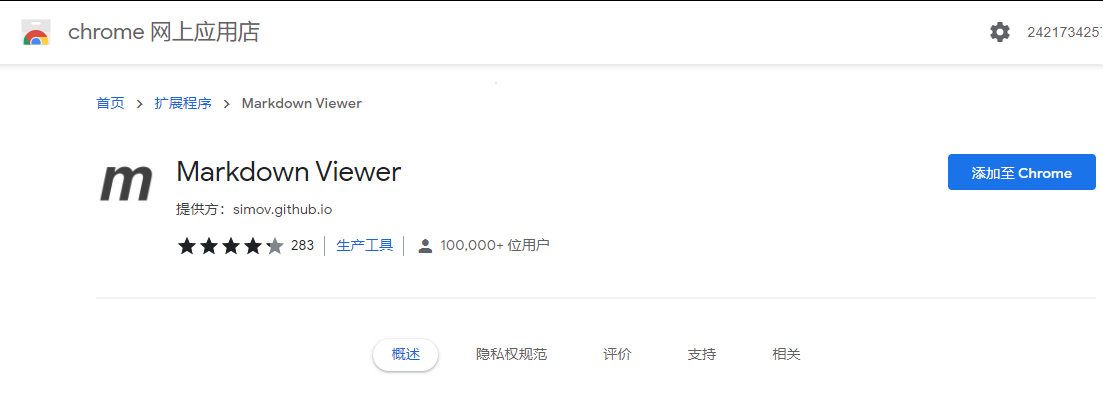 chrome 网上应用店
242173425
首页 > 扩展程序 > Markdown Viewer
m
Markdown Viewer
添加至 Chrome
提供方：simov.github.io
283 生产工具 100,000+ 位用户
概述 隐私权规范 评价 支持 相关